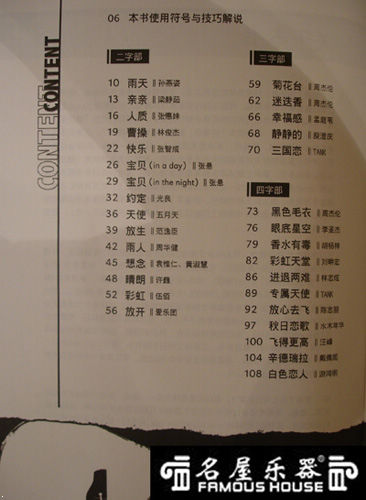 CONTENT
CONTENT
06 本书使用符号与技巧解说
二字部
10 雨天 ‖孙燕姿
13 亲亲 ‖梁静茹
16 人质 ‖张惠妹
19 曹操 ‖林俊杰
22 快乐 ‖张智成
26 宝贝 (in a day) ‖张悬
29 宝贝 (in the night) ‖张悬
32 约定 ‖光良
36 天使 ‖五月天
39 放生 ‖范逸臣
42 雨人 ‖周华健
45 想念 ‖袁惟仁、黄淑慧
48 晴朗 ‖许巍
52 彩虹 ‖伍佰
56 放开 ‖爱乐团
三字部
59 菊花台 ‖周杰伦
62 迷迭香 ‖周杰伦
66 幸福感 ‖孟庭苇
68 静静的 ‖殷澄庆
70 三国恋 ‖TANK
四字部
73 黑色毛衣 ‖周杰伦
76 眼底星空 ‖李圣杰
79 香水有毒 ‖胡杨林
82 彩虹天堂 ‖刘畊宏
86 进退两难 ‖林志成
89 专属天使 ‖TANK
92 放心去飞 ‖陈志朋
97 秋日恋歌 ‖水木年华
100 飞得更高 ‖汪峰
104 辛德瑞拉 ‖戴佩妮
108 白色恋人 ‖游鸿明
名屋乐器®
FAMOUS HOUSE